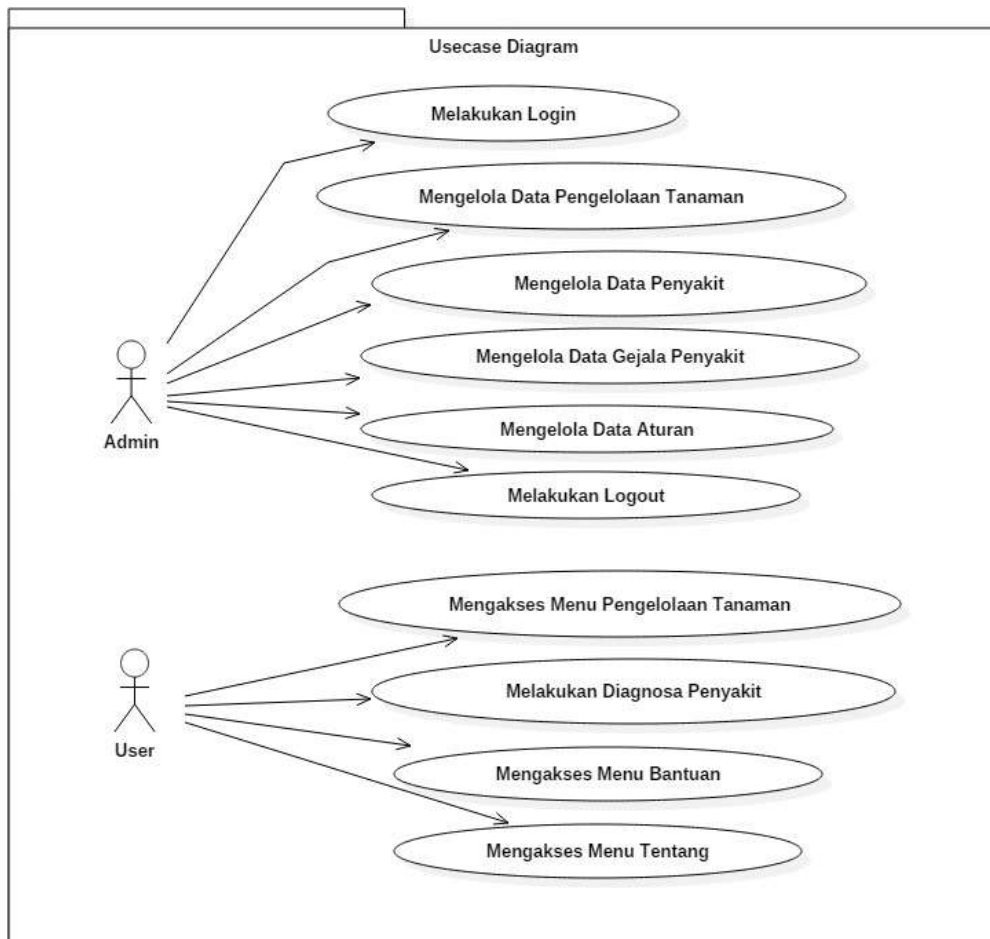 Usecase Diagram
Melakukan Login
Mengelola Data Pengelolaan Tanaman
Mengelola Data Penyakit
Mengelola Data Gejala Penyakit
Mengelola Data Aturan
Admin
Melakukan Logout
Mengakses Menu Pengelolaan Tanaman
Melakukan Diagnosa Penyakit
User
Mengakses Menu Bantuan
Mengakses Menu Tentang